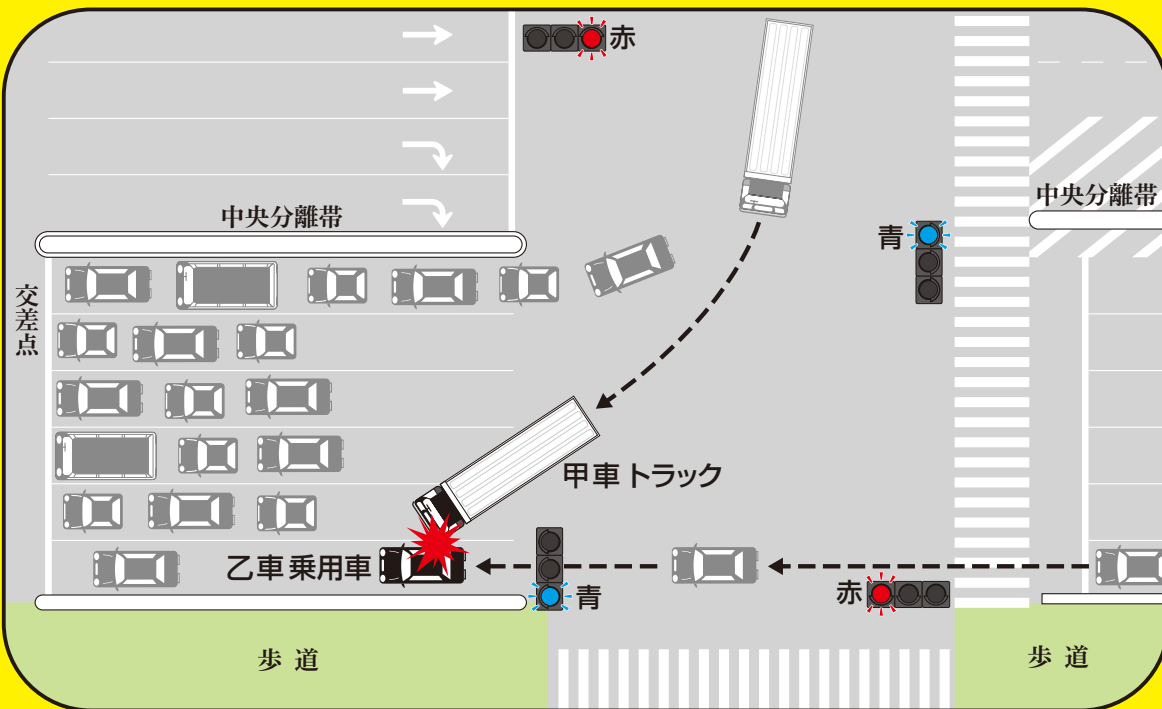 赤
中央分離帯
中央分離帯
青
交差点
甲車 トラック
乙車 乗用車
青
赤
歩 道
歩 道